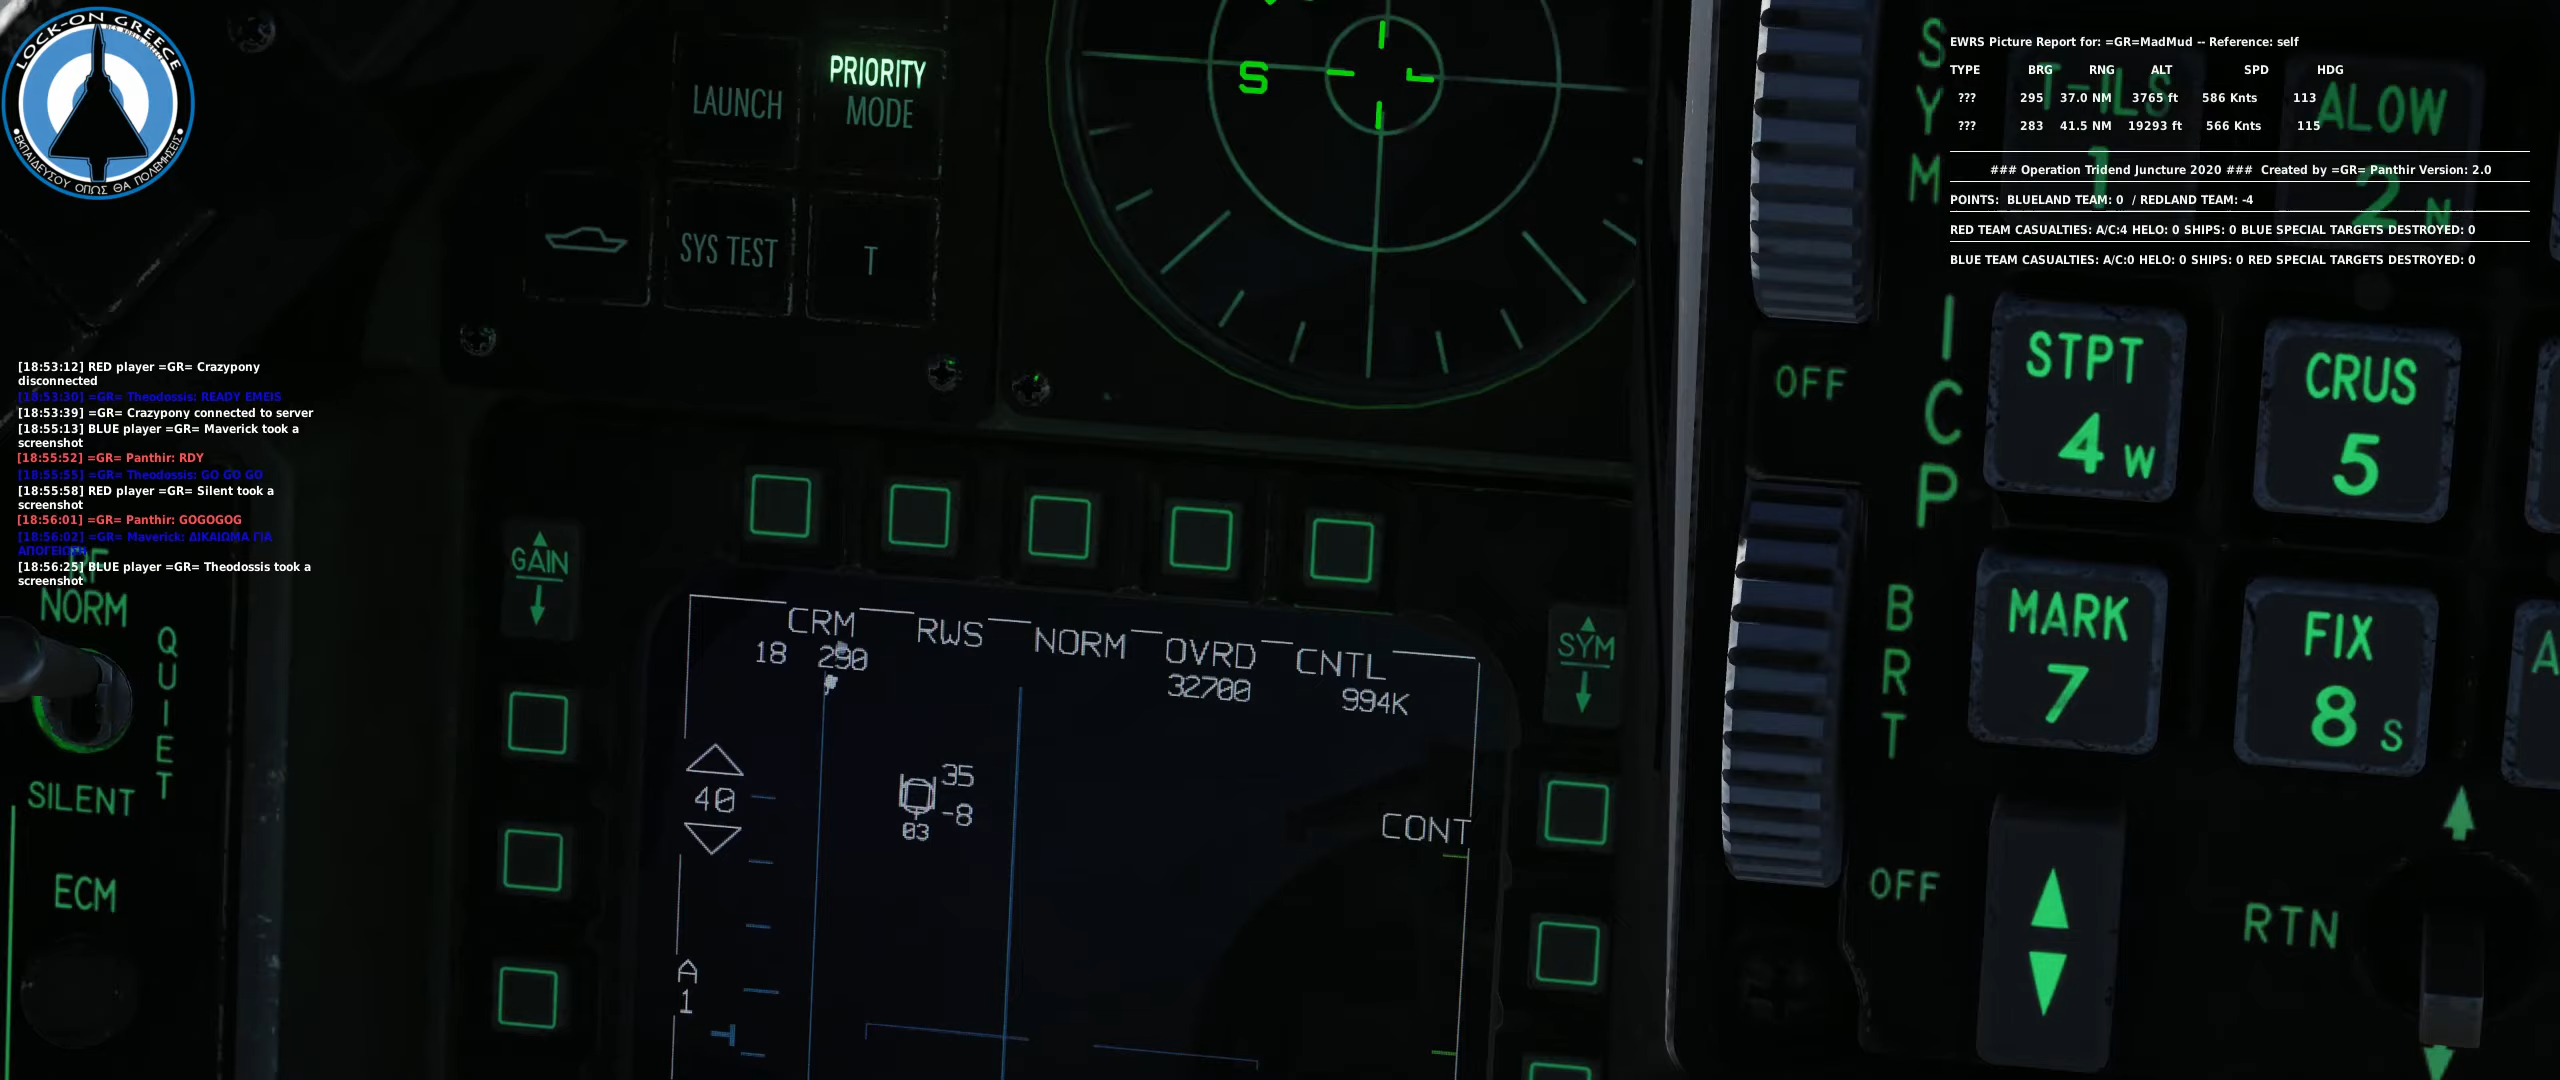 LOCK-ON GREECE
DCS WORLD GREECE
•ΕΚΠΑΙΔΕΥΣΟΥ ΟΠΩΣ ΘΑ ΠΟΛΕΜΗΣΕΙΣ•
EWRS Picture Report for: =GR=MadMud -- Reference: self
TYPE BRG RNG ALT SPD HDG
??? 295 37.0 NM 3765 ft 586 Knts 113
??? 283 41.5 NM 19293 ft 566 Knts 115
### Operation Tridend Juncture 2020 ### Created by =GR= Panthir Version: 2.0
POINTS: BLUELAND TEAM: 0 / REDLAND TEAM: -4
RED TEAM CASUALTIES: A/C:4 HELO: 0 SHIPS: 0 BLUE SPECIAL TARGETS DESTROYED: 0
BLUE TEAM CASUALTIES: A/C:0 HELO: 0 SHIPS: 0 RED SPECIAL TARGETS DESTROYED: 0
[18:53:12] RED player =GR= Crazypony
disconnected
[18:53:30] =GR= Theodossis: READY EMEIS
[18:53:39] =GR= Crazypony connected to server
[18:55:13] BLUE player =GR= Maverick took a
screenshot
[18:55:52] =GR= Panthir: RDY
[18:55:55] =GR= Theodossis: GO GO GO
[18:55:58] RED player =GR= Silent took a
screenshot
[18:56:01] =GR= Panthir: GOGOGOG
[18:56:02] =GR= Maverick: ΔΙΚΑΙΩΜΑ ΓΙΑ
[18:56:25] BLUE player =GR= Theodossis took a
screenshot
RF
NORM
QUIET
SILENT
ECM
LAUNCH
PRIORITY
MODE
SYS TEST
T
S
GAIN
SYM
CRM RWS NORM OVRD CNTL
18 290 32700 994K
40
35
-8
03
CONT
A
1
SYM
T-ILS
1
ALOW
2 N
OFF
ICP
STPT
4 W
CRUS
5
BRT
MARK
7
FIX
8 S
A
OFF
RTN